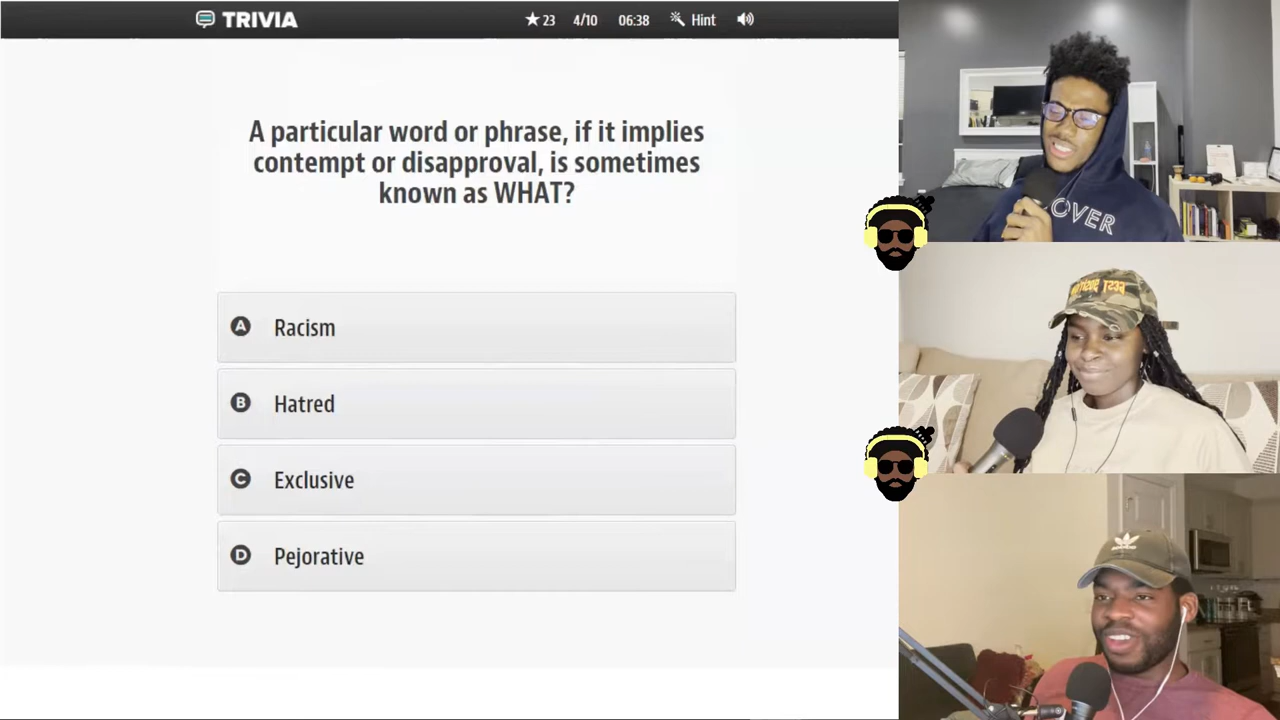 TRIVIA
23 4/10 06:38 Hint
A particular word or phrase, if it implies
contempt or disapproval, is sometimes
known as WHAT?
A Racism
B Hatred
C Exclusive
D Pejorative
OVER
adidas